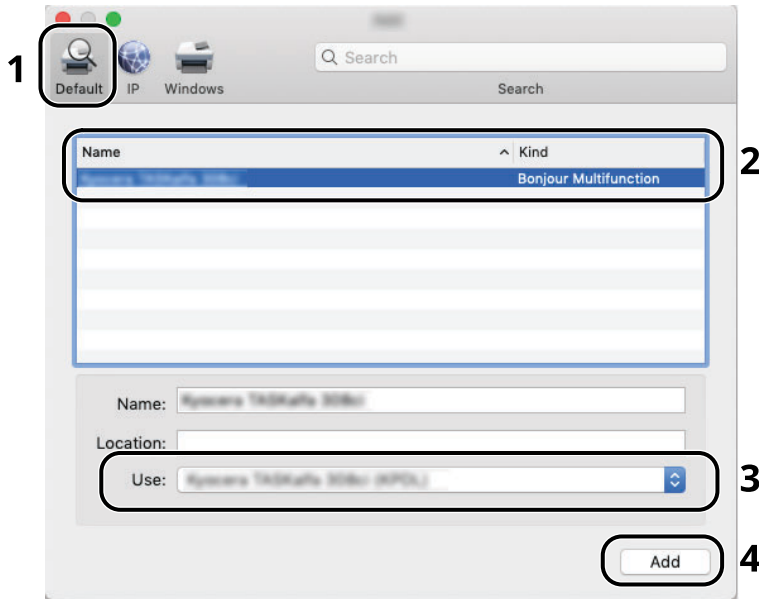 1
Search
Default IP Windows Search
Name Kind 2
Bonjour Multifunction
Name:
Location:
Use: 3
Add 4